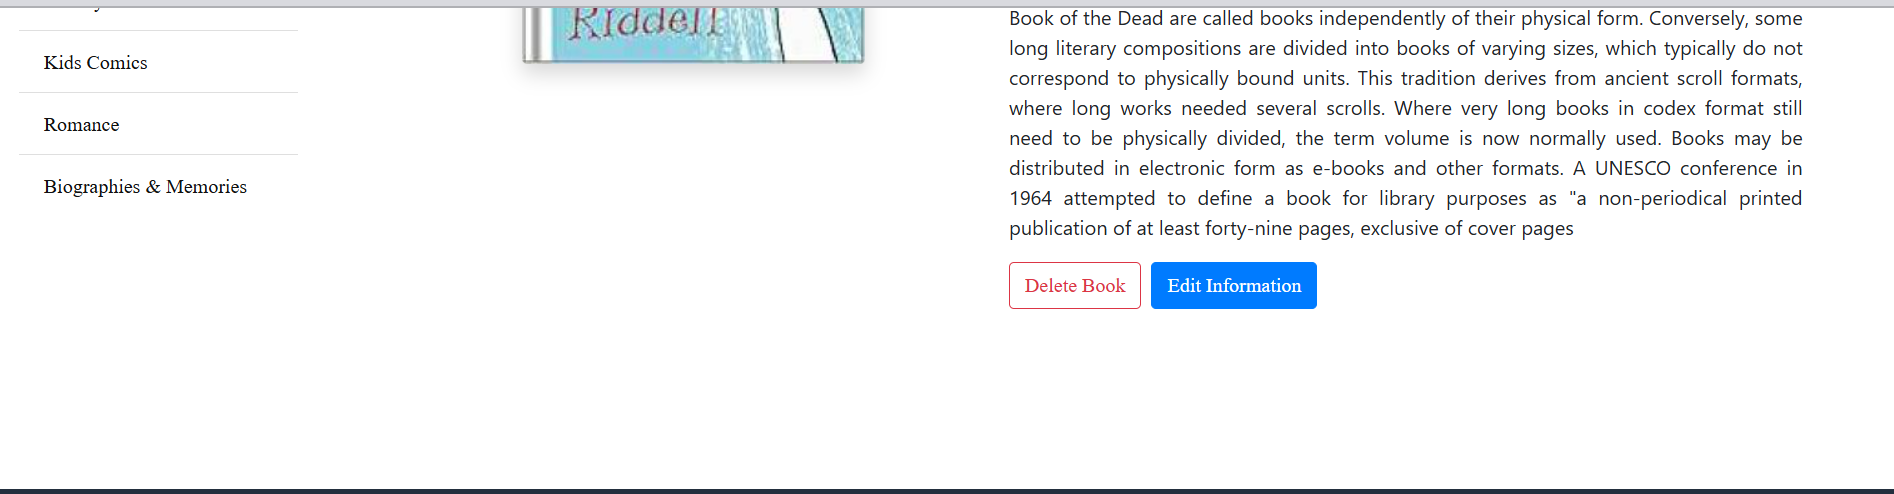 Kids Comics
Romance
Biographies & Memories
Riddell
Book of the Dead are called books independently of their physical form. Conversely, some
long literary compositions are divided into books of varying sizes, which typically do not
correspond to physically bound units. This tradition derives from ancient scroll formats,
where long works needed several scrolls. Where very long books in codex format still
need to be physically divided, the term volume is now normally used. Books may be
distributed in electronic form as e-books and other formats. A UNESCO conference in
1964 attempted to define a book for library purposes as "a non-periodical printed
publication of at least forty-nine pages, exclusive of cover pages
Delete Book
Edit Information